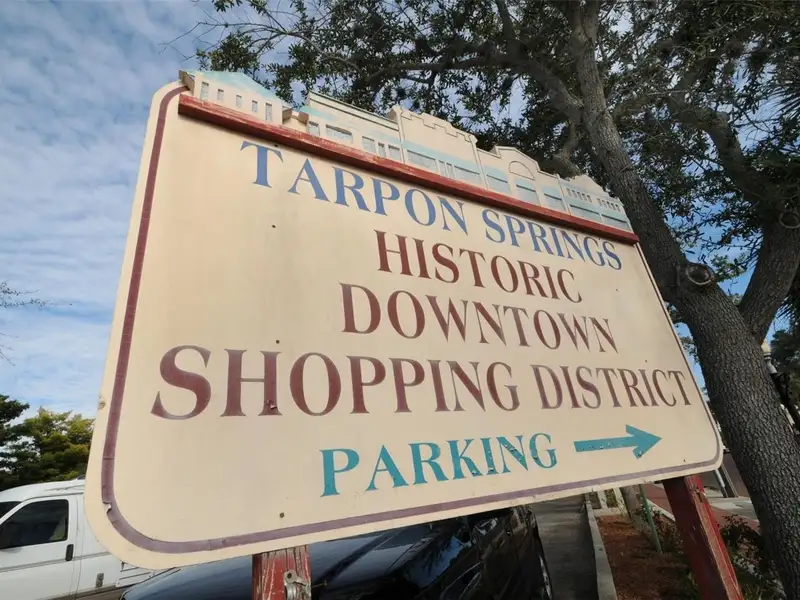 TARPON SPRINGS
HISTORIC
DOWNTOWN
SHOPPING DISTRICT
PARKING